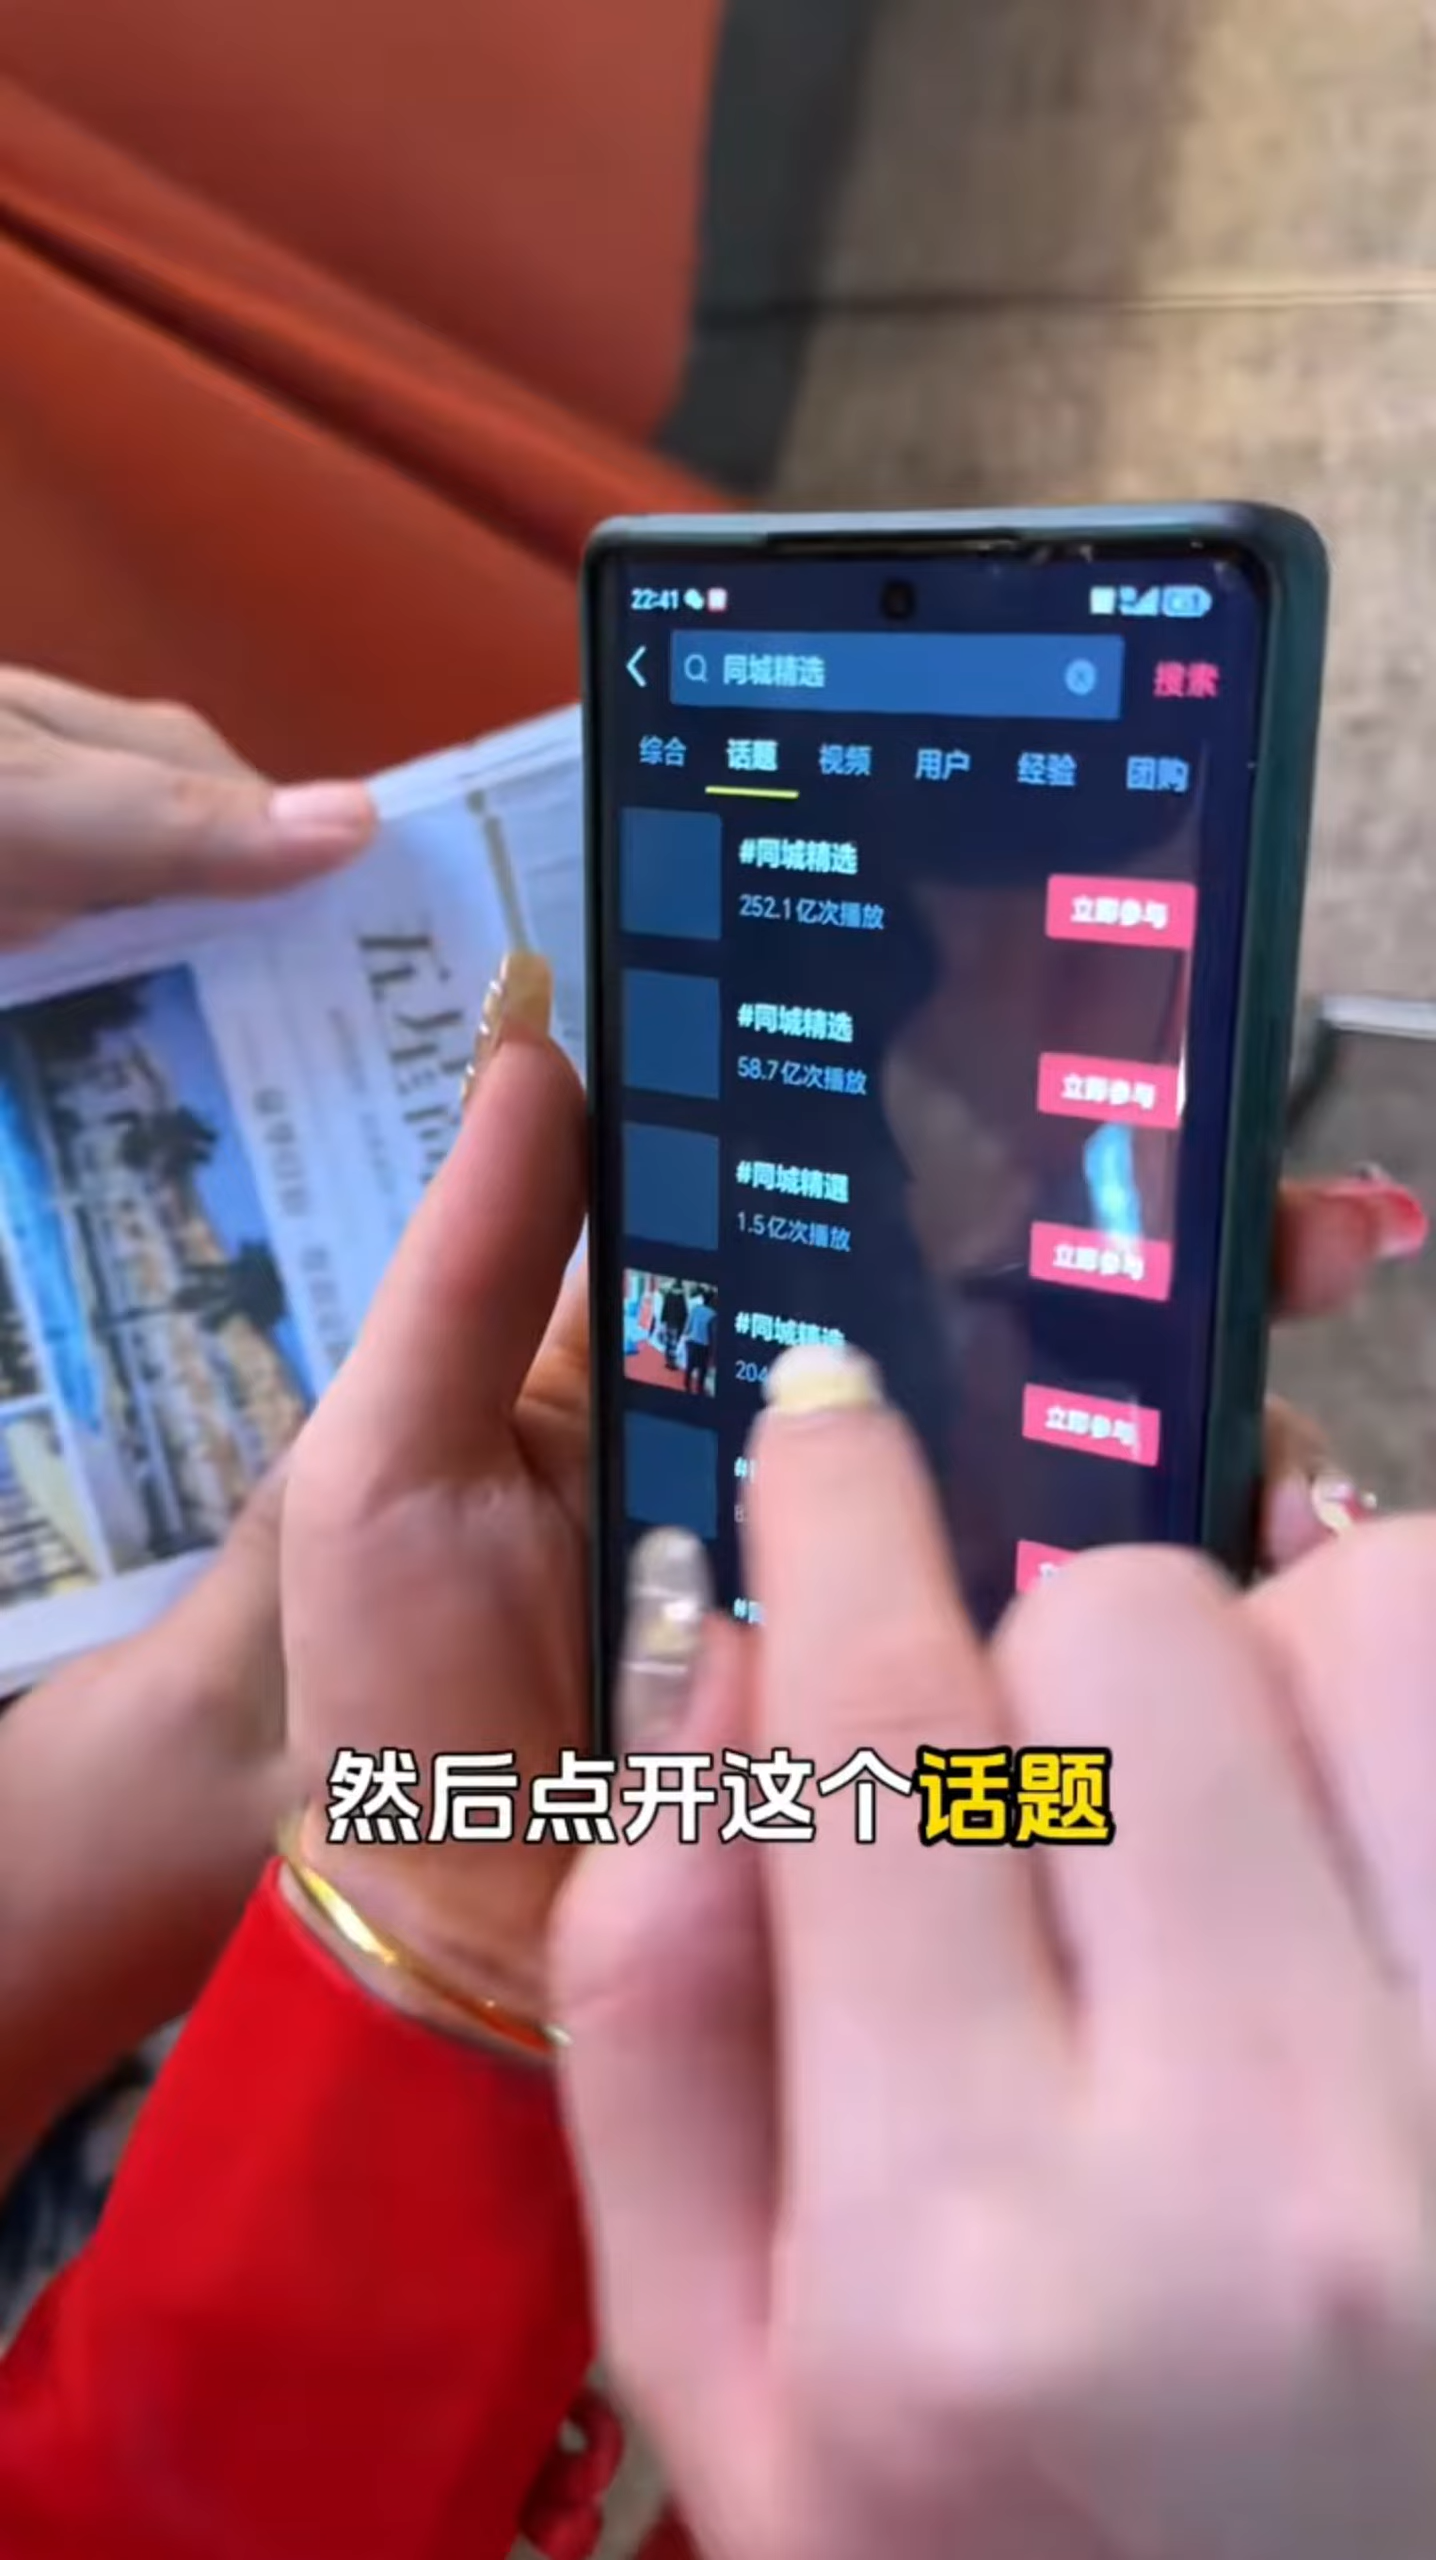 22:41
同城精选
搜索
综合 话题 视频 用户 经验 团购
#同城精选
252.1亿次播放
立即参与
#同城精选
58.7亿次播放
立即参与
#同城精選
1.5亿次播放
立即参与
#同城精选
204
立即参与
#
#
然后点开这个话题